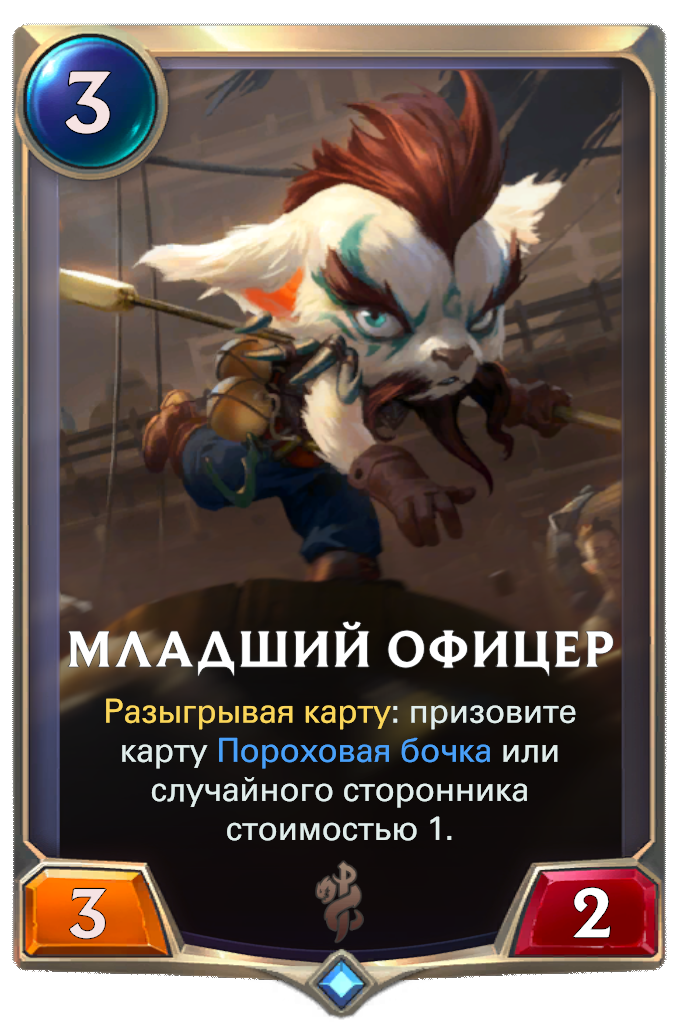 3
МЛАДШИЙ ОФИЦЕР
Разыгрывая карту: призовите
карту Пороховая бочка или
случайного сторонника
стоимостью 1.
3
2